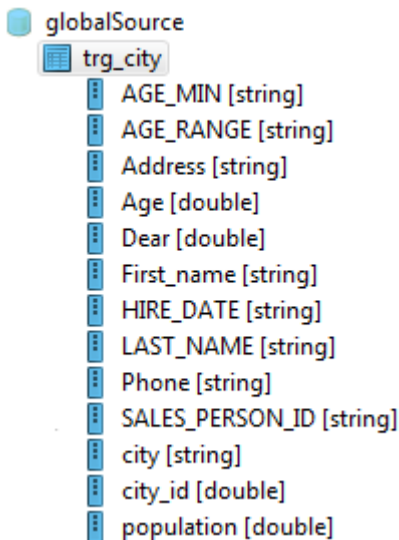 globalSource
trg_city
AGE_MIN [string]
AGE_RANGE [string]
Address [string]
Age [double]
Dear [double]
First_name [string]
HIRE_DATE [string]
LAST_NAME [string]
Phone [string]
SALES_PERSON_ID [string]
city [string]
city_id [double]
population [double]